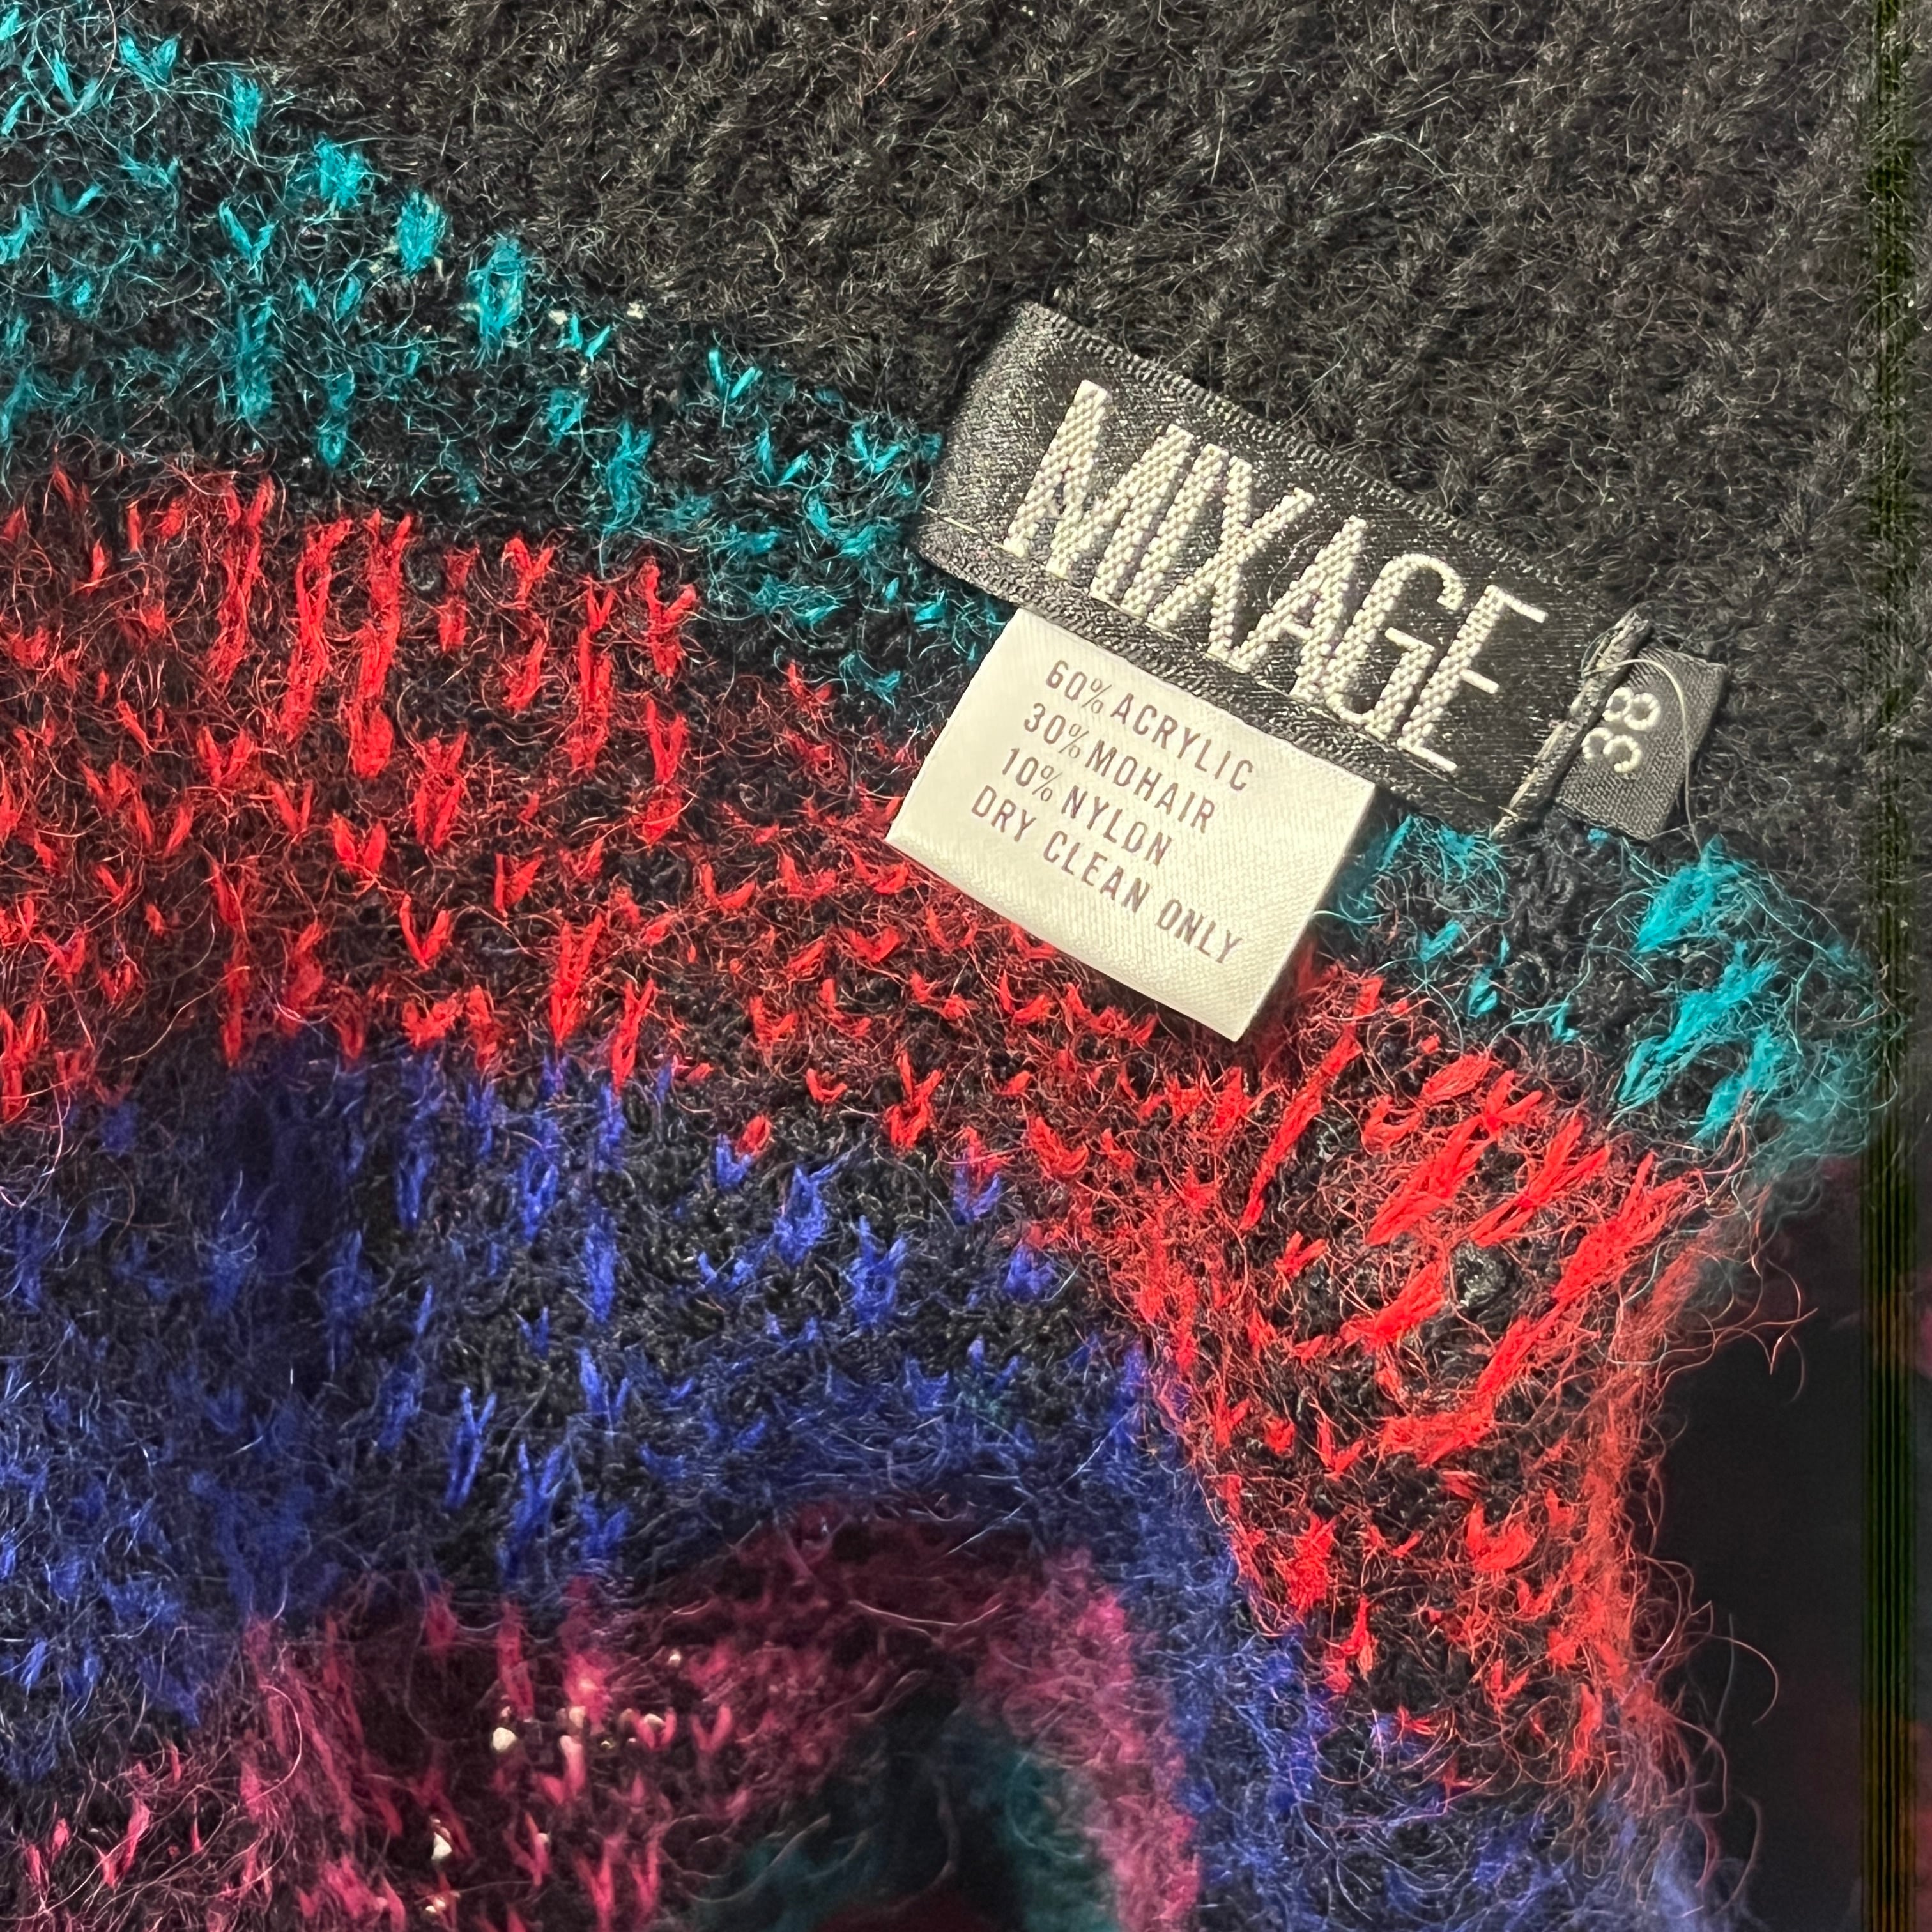 MIXAGE
38
60% ACRYLIC
30% MOHAIR
10% NYLON
DRY CLEAN ONLY